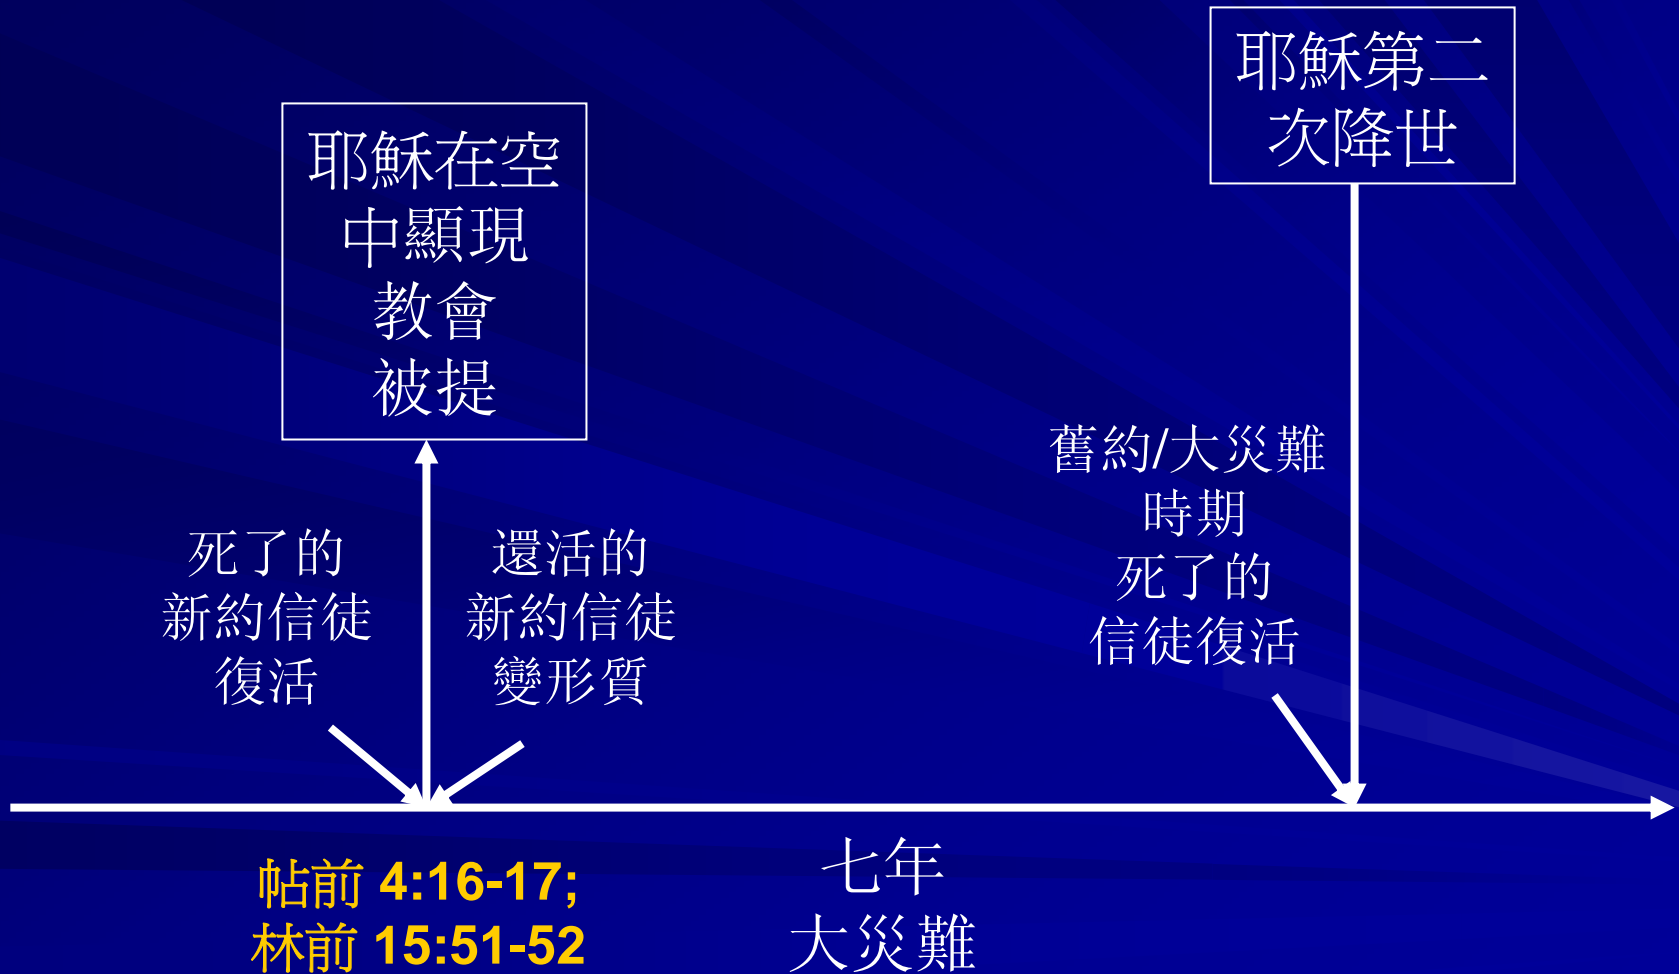 耶穌第二
次降世
耶穌在空
中顯現
教會
被提
舊約/大災難
時期
死了的
信徒復活
死了的
新約信徒
復活
還活的
新約信徒
變形質
帖前 4:16-17;
林前 15:51-52
七年
大災難